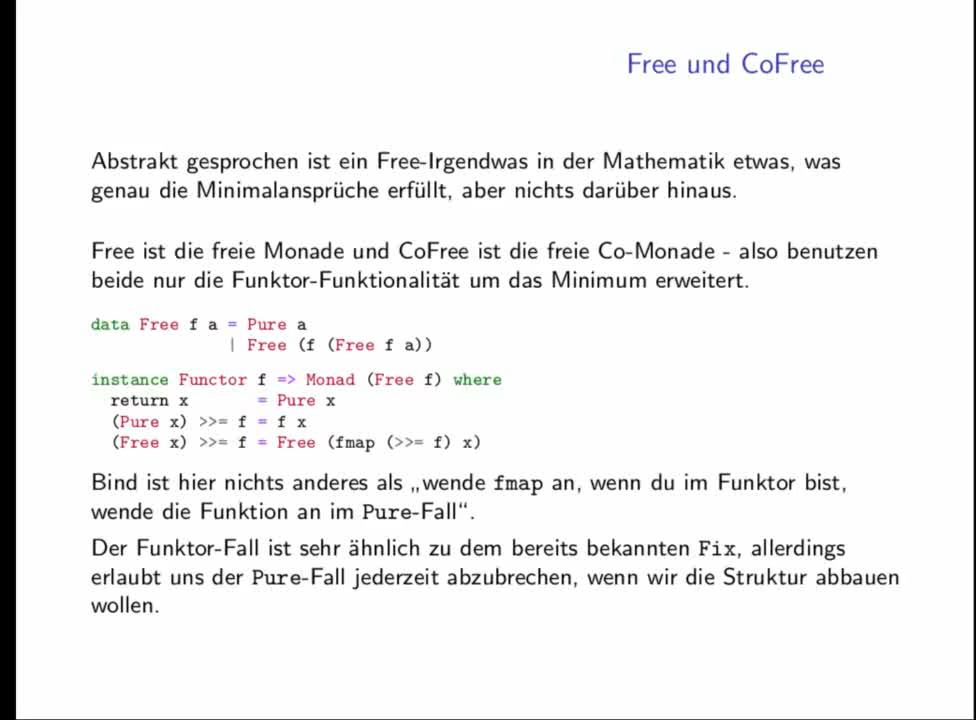 Free und CoFree
Abstrakt gesprochen ist ein Free-Irgendwas in der Mathematik etwas, was
genau die Minimalansprüche erfüllt, aber nichts darüber hinaus.
Free ist die freie Monade und CoFree ist die freie Co-Monade - also benutzen
beide nur die Funktor-Funktionalität um das Minimum erweitert.
data Free f a = Pure a
              | Free (f (Free f a))
instance Functor f => Monad (Free f) where
  return x       = Pure x
  (Pure x) >>= f = f x
  (Free x) >>= f = Free (fmap (>>= f) x)
Bind ist hier nichts anderes als „wende fmap an, wenn du im Funktor bist,
wende die Funktion an im Pure-Fall“.
Der Funktor-Fall ist sehr ähnlich zu dem bereits bekannten Fix, allerdings
erlaubt uns der Pure-Fall jederzeit abzubrechen, wenn wir die Struktur abbauen
wollen.